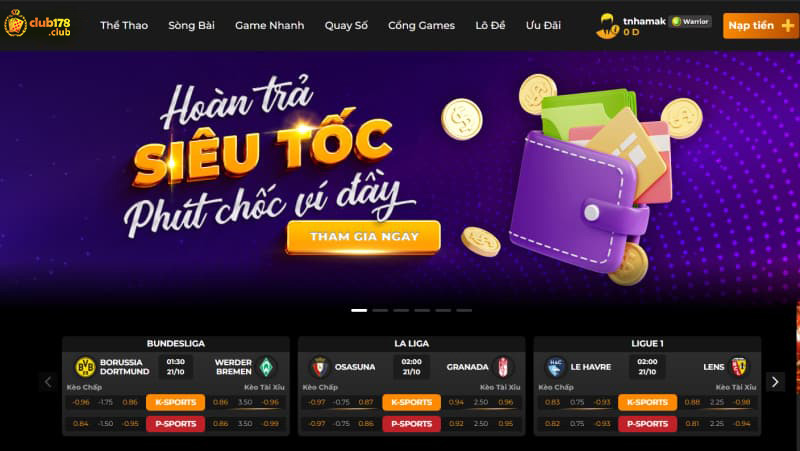 club178
.club
Thể Thao Sòng Bài Game Nhanh Quay Số Cổng Games Lô Đề Ưu Đãi
tnhamak Warrior
0 D
Nạp tiền +
Hoàn trả
SIÊU TỐC
Phút chốc ví đầy
THAM GIA NGAY
BUNDESLIGA
BORUSSIA DORTMUND
01:30
21/10
WERDER BREMEN
Kèo Chấp Kèo Tài Xỉu
-0.96 -1.75 0.86 K-SPORTS 0.86 3.50 -0.96
0.84 -1.50 -0.95 P-SPORTS 0.86 3.50 -0.99
LA LIGA
OSASUNA
02:00
21/10
GRANADA
Kèo Chấp Kèo Tài Xỉu
-0.97 -0.75 0.87 K-SPORTS 0.94 2.50 0.96
-0.97 -0.75 0.86 P-SPORTS 0.92 2.50 0.95
LIGUE 1
LE HAVRE
02:00
21/10
LENS
Kèo Chấp Kèo Tài Xỉu
0.83 0.75 -0.93 K-SPORTS 0.88 2.25 -0.98
0.82 0.75 -0.93 P-SPORTS 0.81 2.25 -0.94